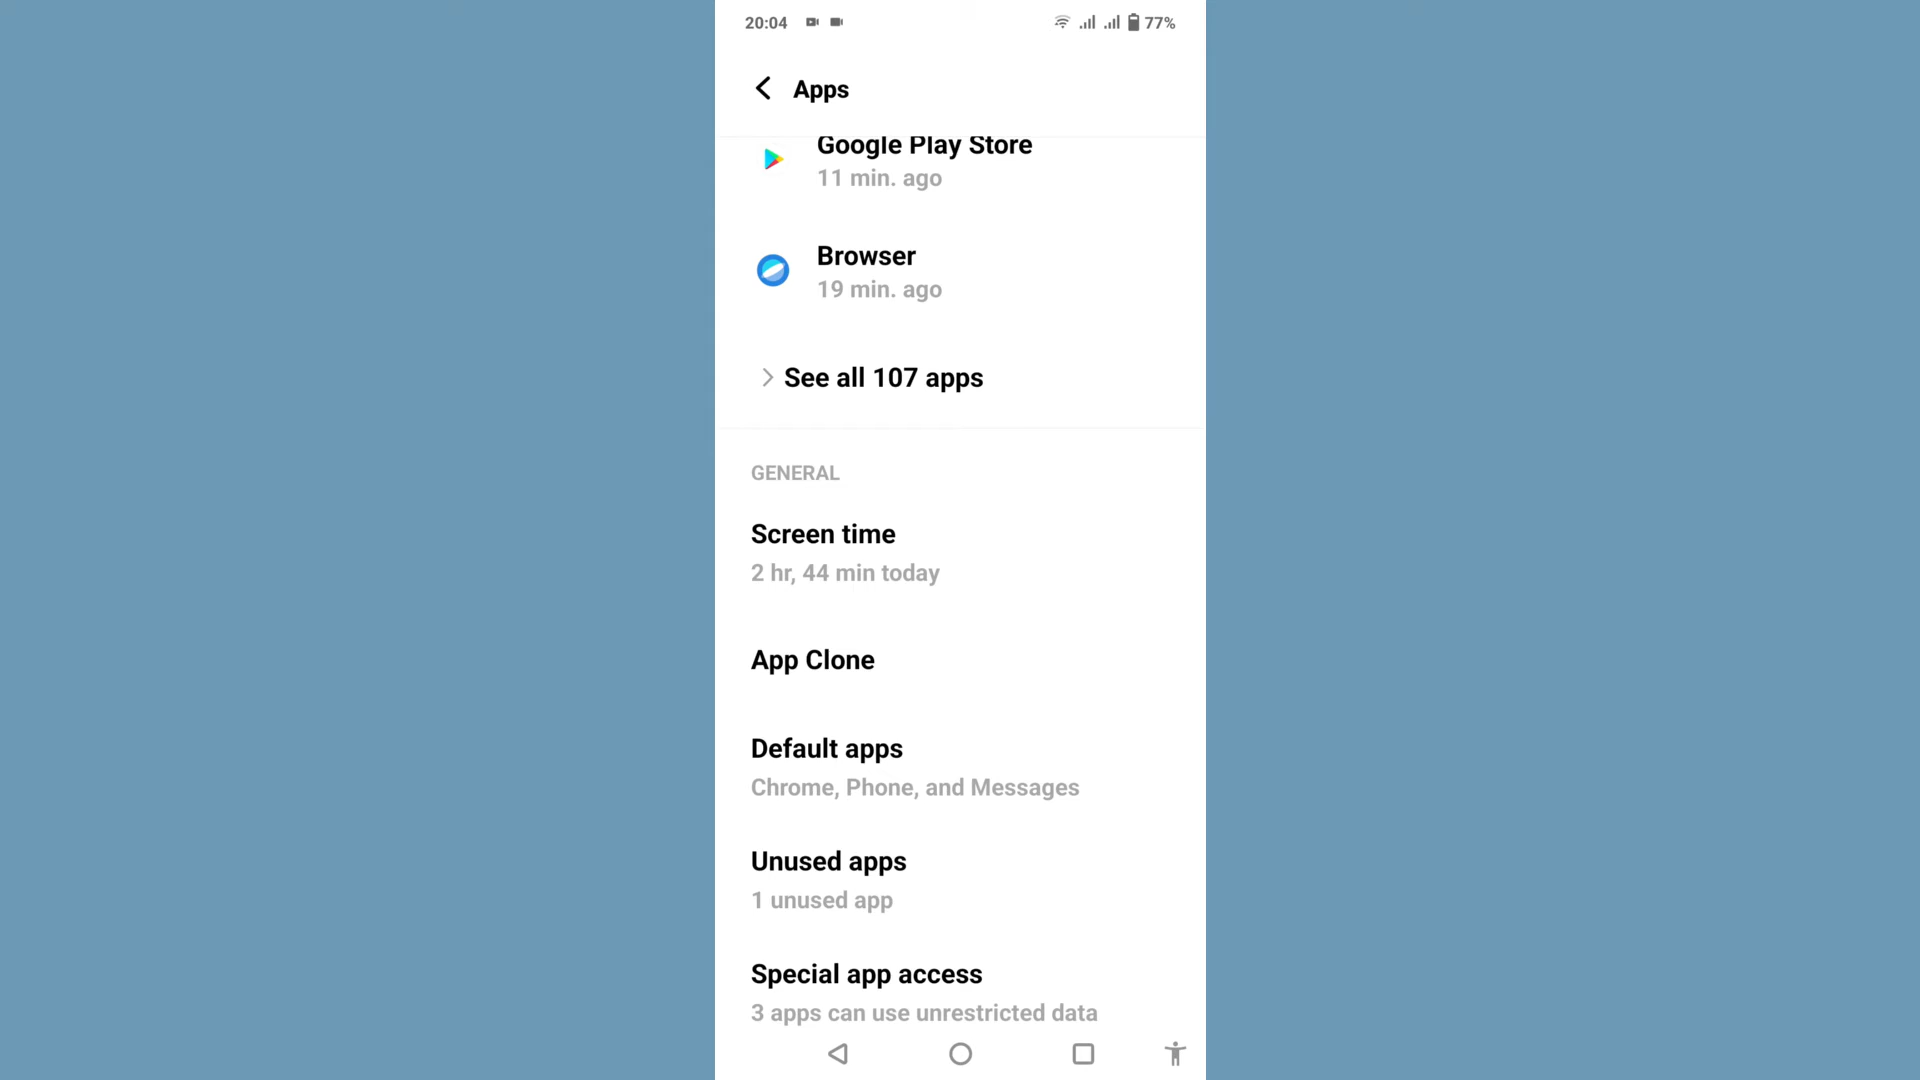 20:04
77%
Apps
Google Play Store
11 min. ago
Browser
19 min. ago
See all 107 apps
GENERAL
Screen time
2 hr, 44 min today
App Clone
Default apps
Chrome, Phone, and Messages
Unused apps
1 unused app
Special app access
3 apps can use unrestricted data